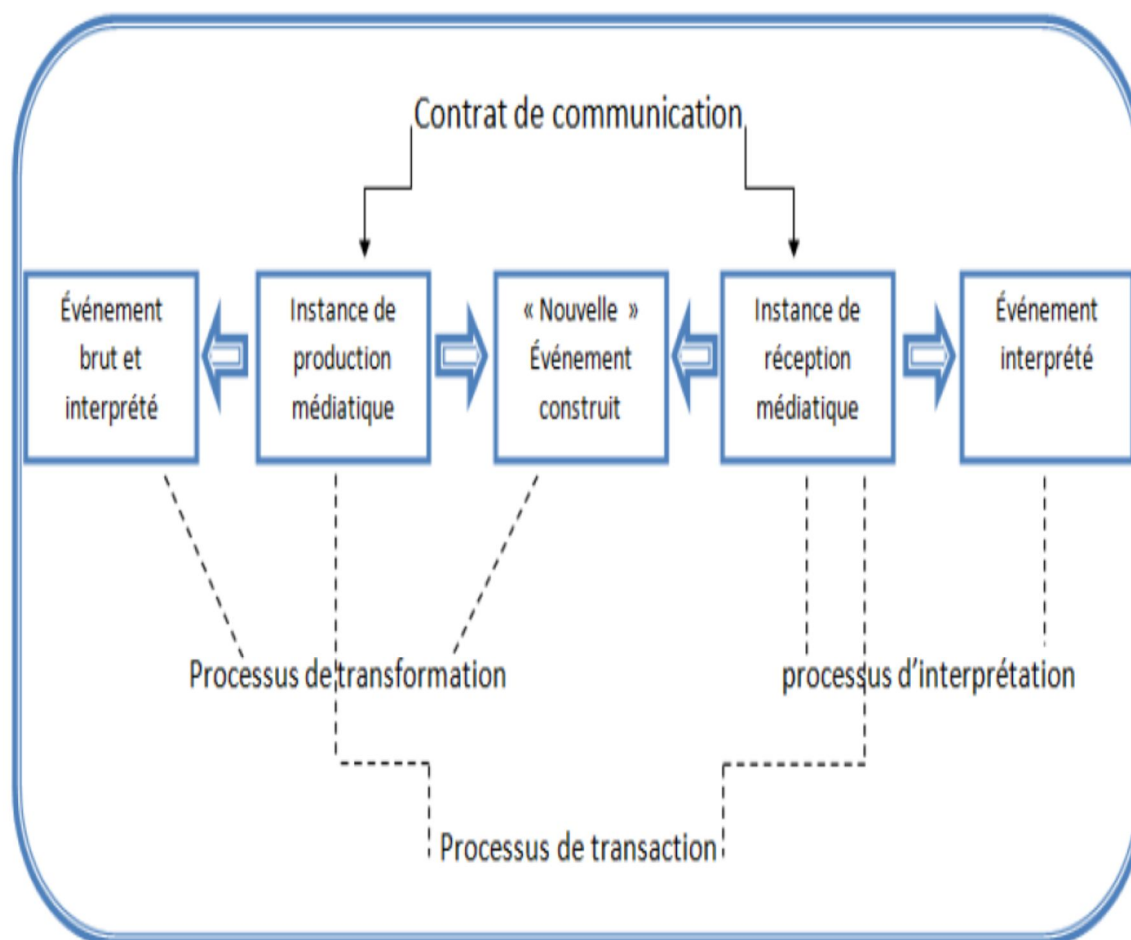 Contrat de communication
Événement
brut et
interprété
Instance de
production
médiatique
« Nouvelle »
Événement
construit
Instance de
réception
médiatique
Événement
interprété
Processus de transformation
processus d’interprétation
Processus de transaction